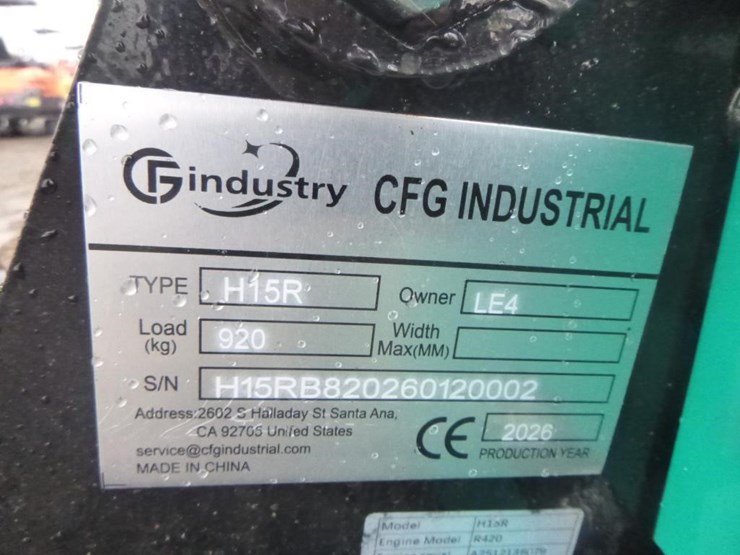 CFG industry CFG INDUSTRIAL
TYPE H15R Owner LE4
Load (kg) 920 Width Max(MM)
S/N H15RB820260120002
Address:2602 S Halladay St Santa Ana,
CA 92705 United States
service@cfgindustrial.com
MADE IN CHINA
CE 2026
PRODUCTION YEAR
Model H15R
Engine Model R420